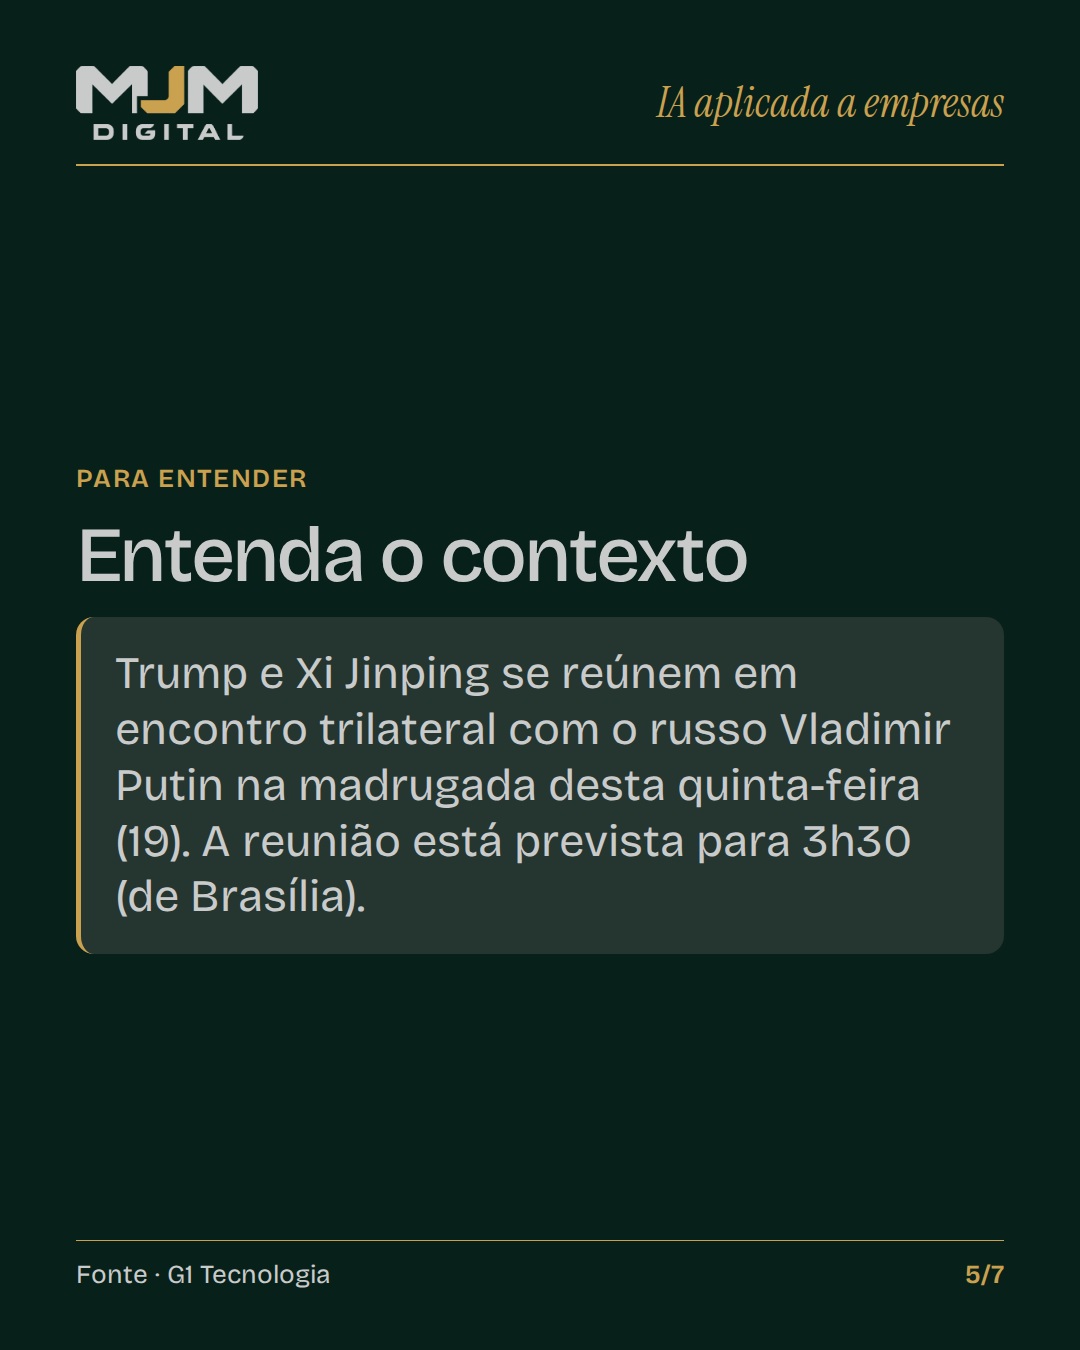 MJM
DIGITAL
IA aplicada a empresas
PARA ENTENDER
Entenda o contexto
Trump e Xi Jinping se reúnem em
encontro trilateral com o russo Vladimir
Putin na madrugada desta quinta-feira
(19). A reunião está prevista para 3h30
(de Brasília).
Fonte · G1 Tecnologia
5/7